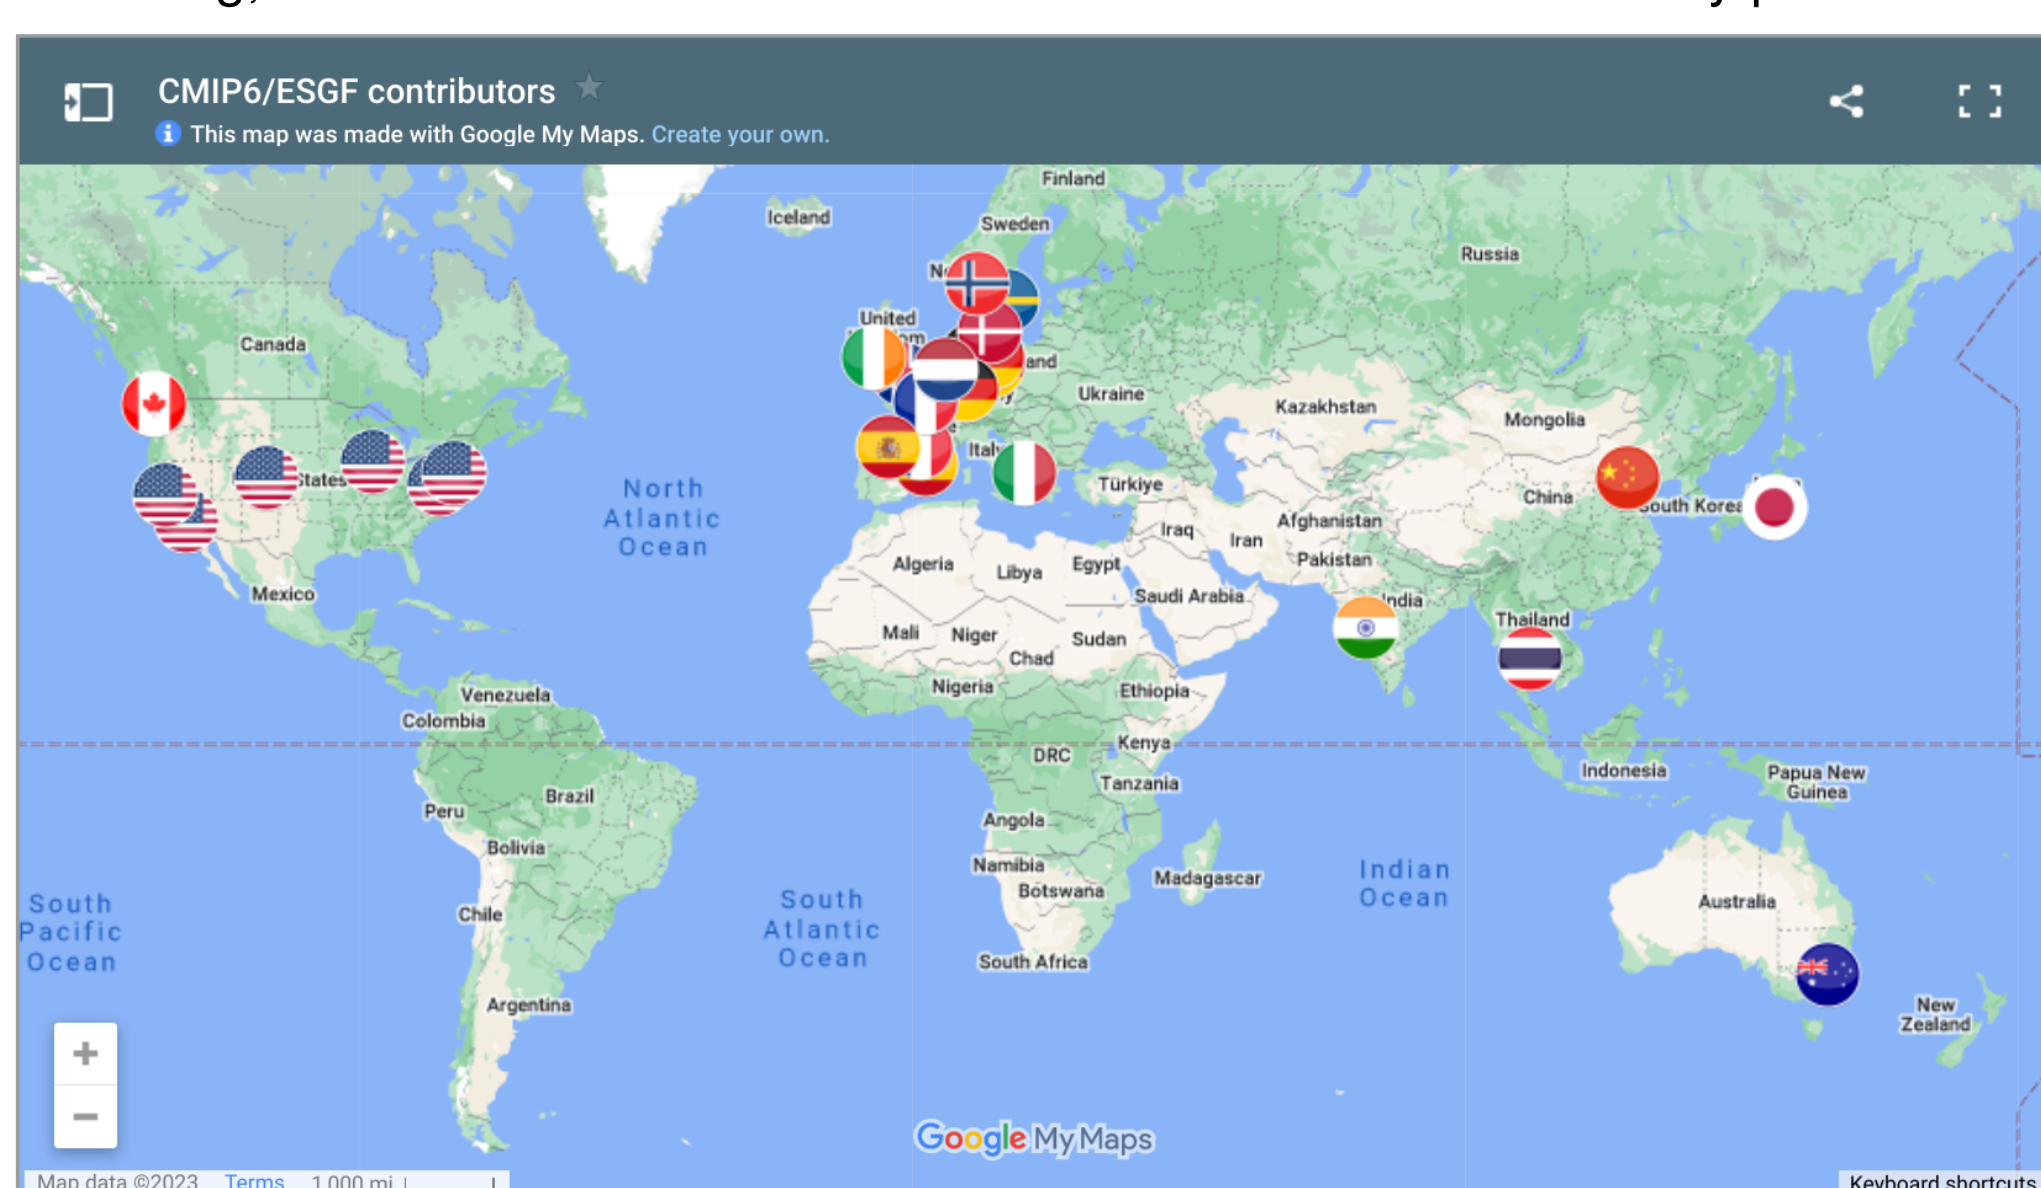 CMIP6/ESGF contributors
This map was made with Google My Maps. Create your own.
Finland
Iceland
Sweden
Russia
United
Canada
Ukraine
Kazakhstan
Mongolia
States
Türkiye
China
South Korea
North
Atlantic
Ocean
Iraq
Afghanistan
Iran
Pakistan
Algeria
Libya
Egypt
Mexico
Saudi Arabia
India
Thailand
Mali
Niger
Sudan
Chad
Nigeria
Ethiopia
Venezuela
Colombia
Kenya
DRC
Indonesia
Papua New
Guinea
Tanzania
Brazil
Peru
Angola
Bolivia
Namibia
Botswana
Madagascar
Indian
Ocean
Australia
South
Pacific
Ocean
South
Atlantic
Ocean
Chile
South Africa
Argentina
New
Zealand
Google My Maps
Map data ©2023 Terms 1,000 mi
Keyboard shortcuts